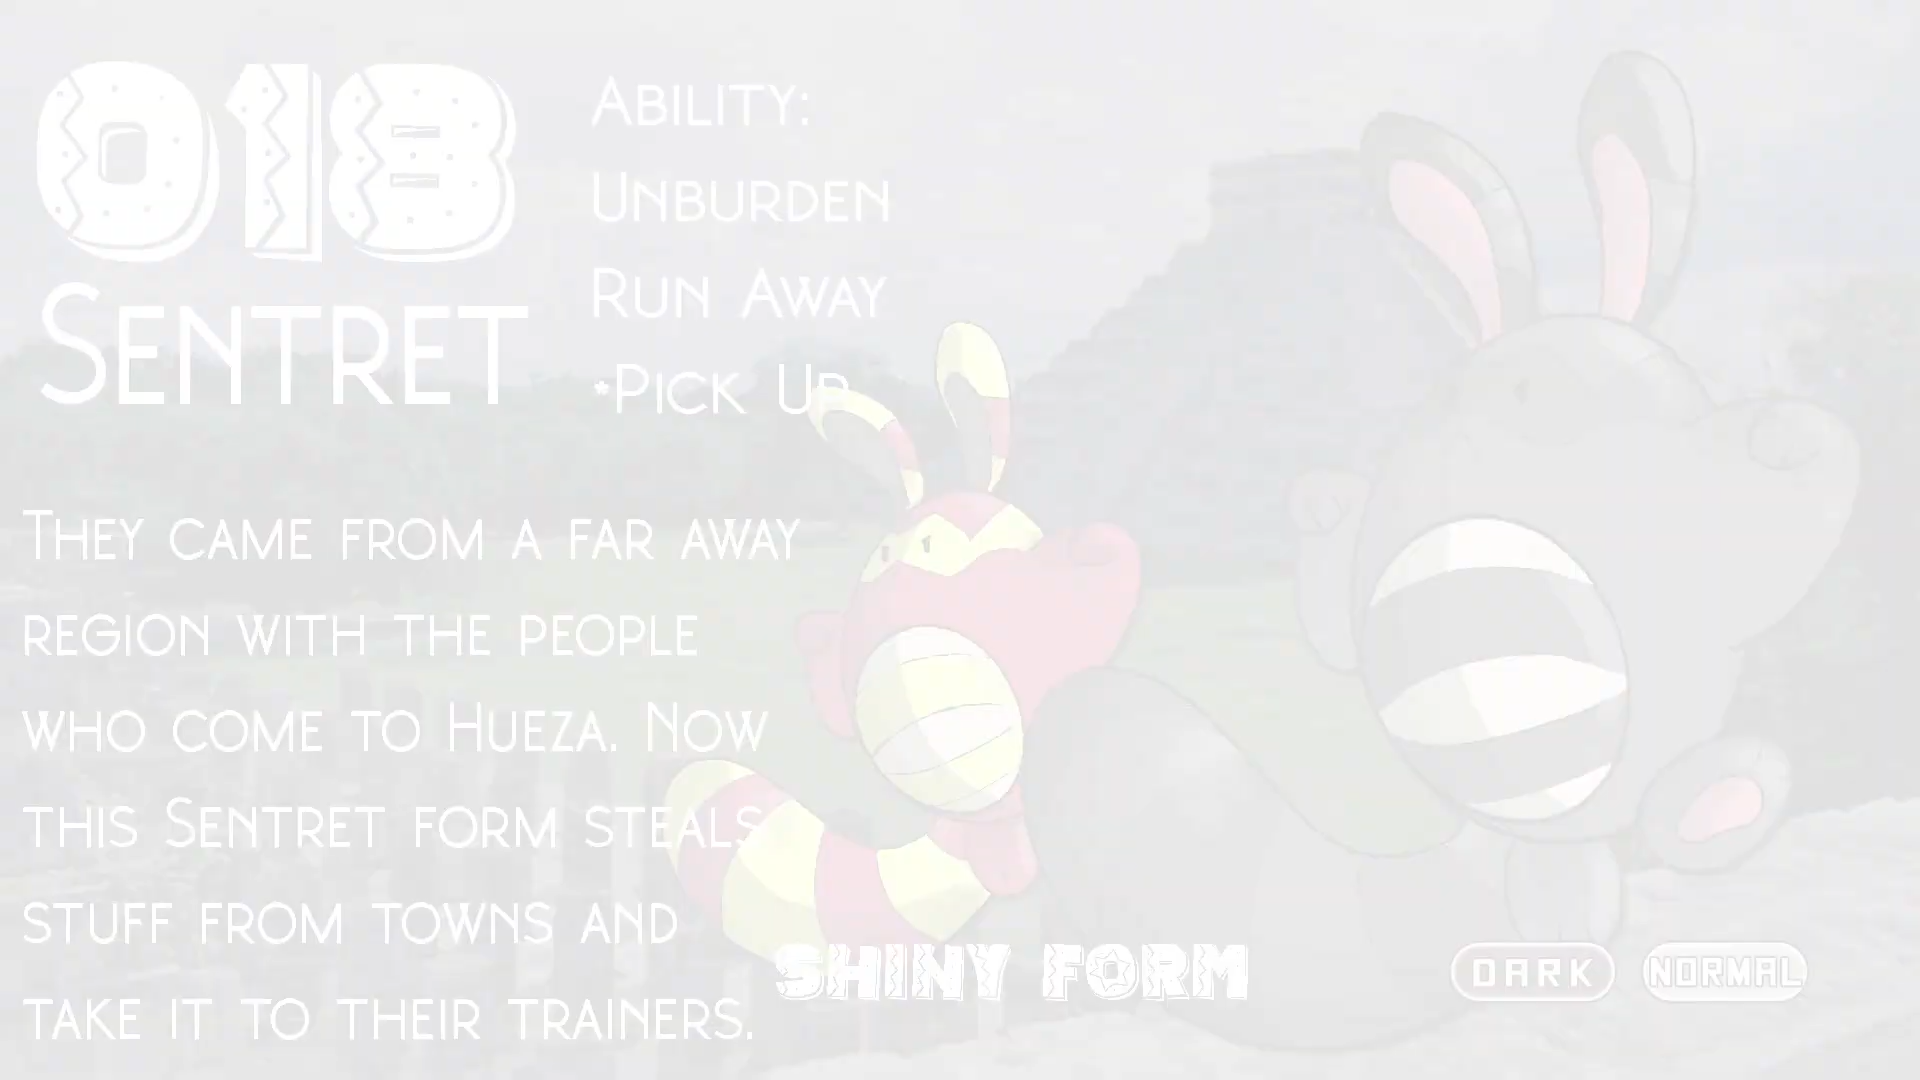 018
SENTRET
ABILITY:
UNBURDEN
RUN AWAY
*PICK UP
THEY CAME FROM A FAR AWAY
REGION WITH THE PEOPLE
WHO COME TO HUEZA. NOW
THIS SENTRET FORM STEALS
STUFF FROM TOWNS AND
TAKE IT TO THEIR TRAINERS.
SHINY FORM
DARK
NORMAL